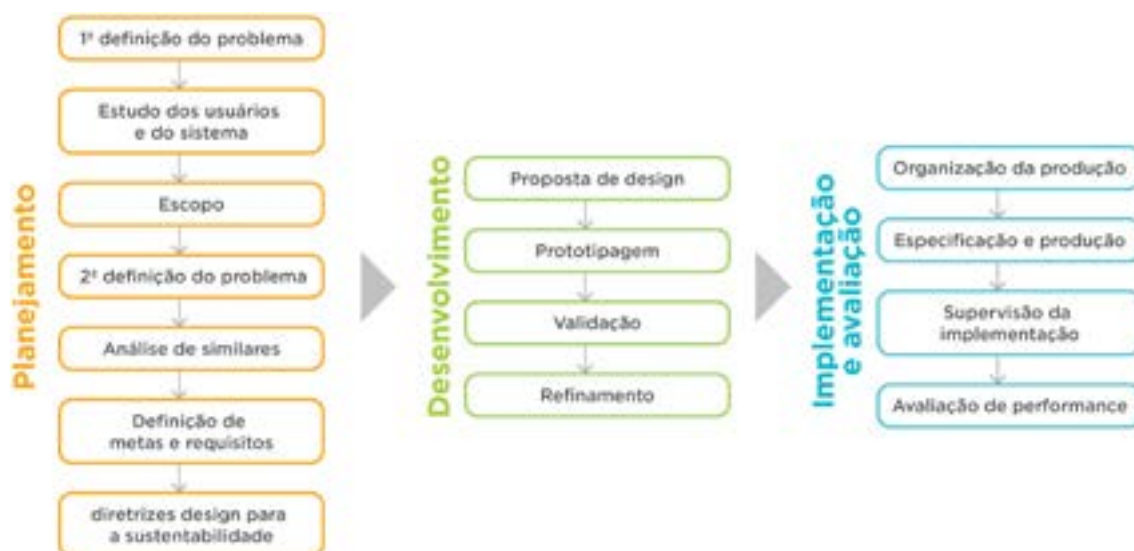 Planejamento
1ª definição do problema
Estudo dos usuários
e do sistema
Escopo
2ª definição do problema
Análise de similares
Definição de
metas e requisitos
diretrizes design para
a sustentabilidade
Desenvolvimento
Proposta de design
Prototipagem
Validação
Refinamento
Implementação
e avaliação
Organização da produção
Especificação e produção
Supervisão da
implementação
Avaliação de performance